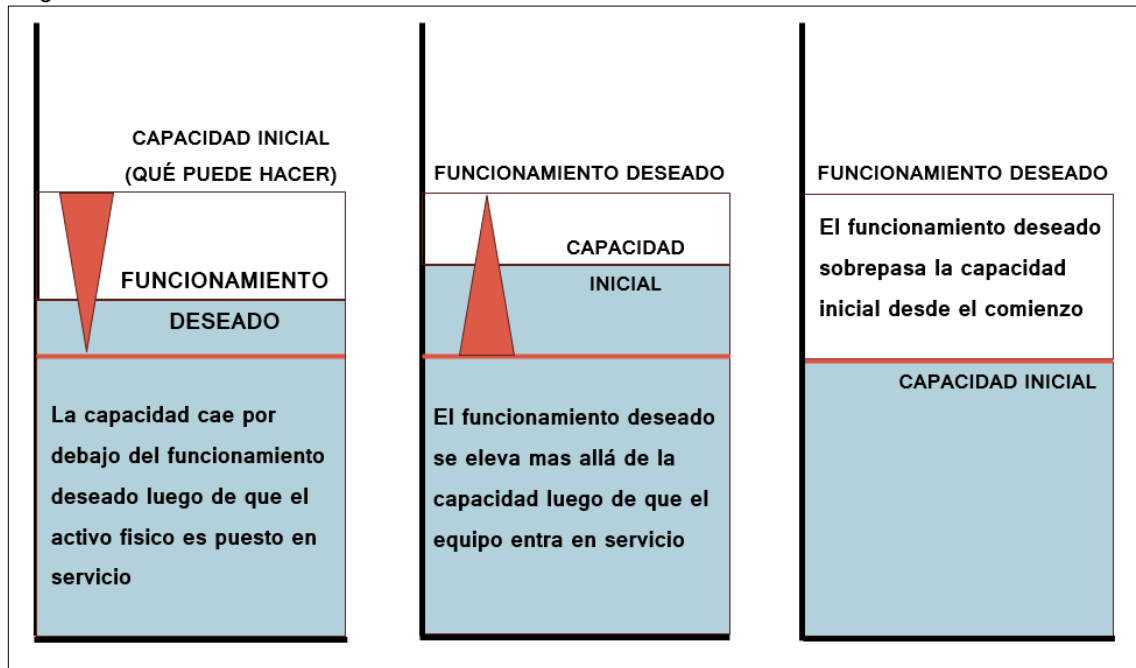 CAPACIDAD INICIAL
(QUÉ PUEDE HACER)
FUNCIONAMIENTO
DESEADO
La capacidad cae por
debajo del funcionamiento
deseado luego de que el
activo fisico es puesto en
servicio
FUNCIONAMIENTO DESEADO
CAPACIDAD
INICIAL
El funcionamiento deseado
se eleva mas allá de la
capacidad luego de que el
equipo entra en servicio
FUNCIONAMIENTO DESEADO
El funcionamiento deseado
sobrepasa la capacidad
inicial desde el comienzo
CAPACIDAD INICIAL